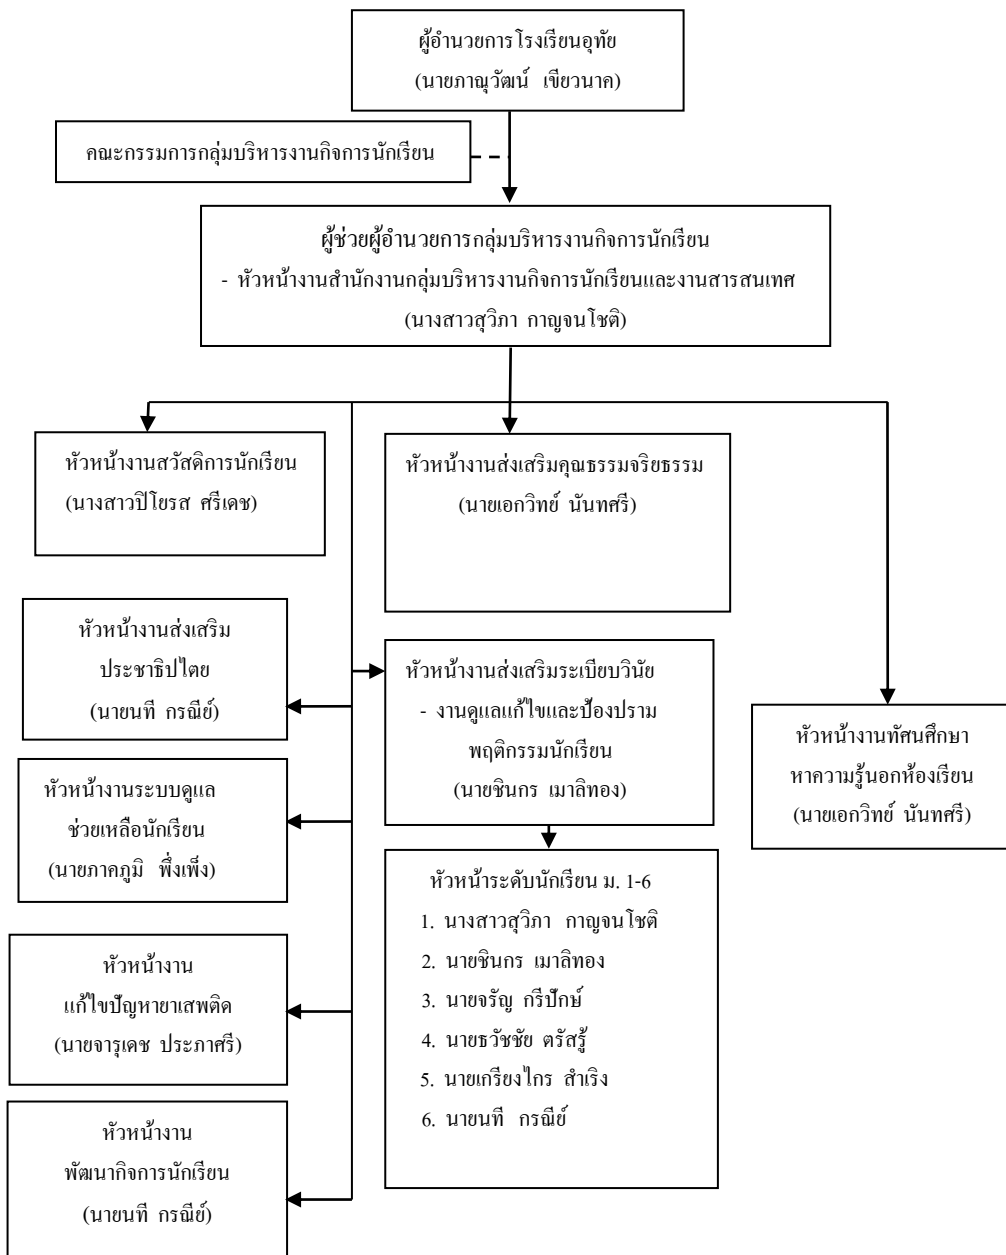 ผู้อำนวยการโรงเรียนอุทัย
(นายภาณุวัฒน์ เขียวนาค)
คณะกรรมการกลุ่มบริหารงานกิจการนักเรียน
ผู้ช่วยผู้อำนวยการกลุ่มบริหารงานกิจการนักเรียน
- หัวหน้างานสำนักงานกลุ่มบริหารงานกิจการนักเรียนและงานสารสนเทศ
(นางสาวสุวิภา กาญจนโชติ)
หัวหน้างานสวัสดิการนักเรียน
(นางสาวปิโยรส ศรีเดช)
หัวหน้างานส่งเสริมคุณธรรมจริยธรรม
(นายเอกวิทย์ นันทศรี)
หัวหน้างานส่งเสริม
ประชาธิปไตย
(นายนที กรณีย์)
หัวหน้างานส่งเสริมระเบียบวินัย
- งานดูแลแก้ไขและป้องปราม
พฤติกรรมนักเรียน
(นายชินกร เมาลิทอง)
หัวหน้างานทัศนศึกษา
หาความรู้นอกห้องเรียน
(นายเอกวิทย์ นันทศรี)
หัวหน้างานระบบดูแล
ช่วยเหลือนักเรียน
(นายภาคภูมิ พึ่งเพ็ง)
หัวหน้าระดับนักเรียน ม. 1-6
1. นางสาวสุวิภา กาญจนโชติ
2. นายชินกร เมาลิทอง
3. นายจรัญ กรีปักษ์
4. นายธวัชชัย ตรัสรู้
5. นายเกรียงไกร สำเริง
6. นายนที กรณีย์
หัวหน้างาน
แก้ไขปัญหายาเสพติด
(นายจารุเดช ประภาศรี)
หัวหน้างาน
พัฒนากิจการนักเรียน
(นายนที กรณีย์)